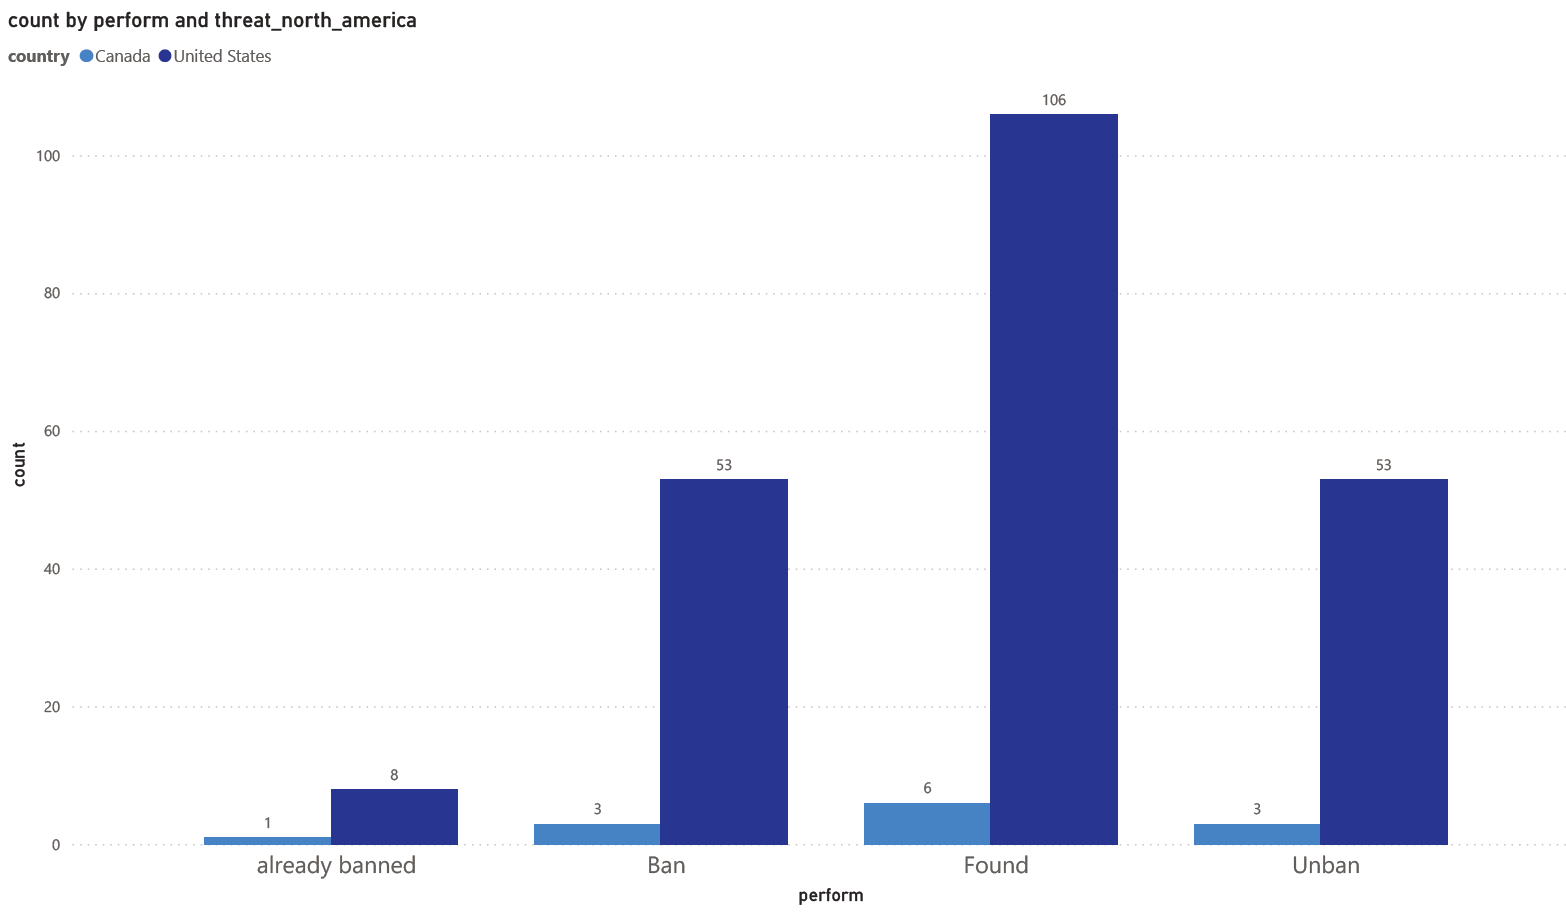 count by perform and threat_north_america
country Canada United States
106
100
80
60
53
53
40
20
8
6
3
3
1
0
already banned Ban Found Unban
count
perform